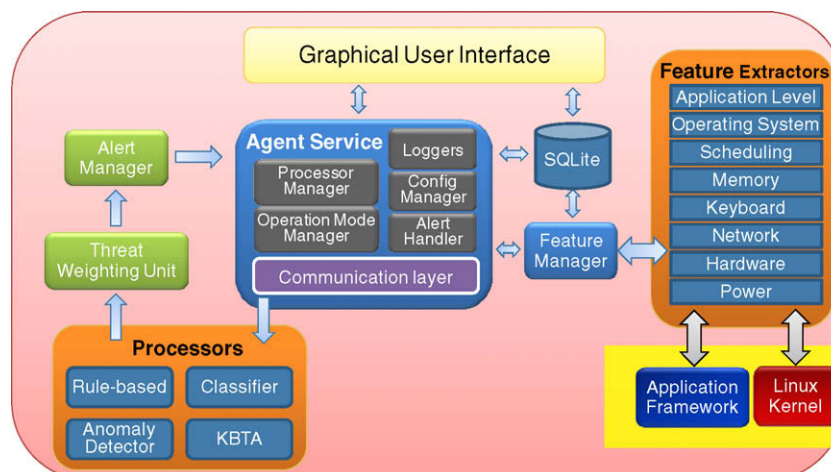 Graphical User Interface
Feature Extractors
Application Level
Operating System
Scheduling
Memory
Keyboard
Network
Hardware
Power
Agent Service
Loggers
Processor
Manager
Config
Manager
Operation Mode
Manager
Alert
Handler
Communication layer
SQLite
Feature
Manager
Alert
Manager
Threat
Weighting Unit
Processors
Rule-based
Classifier
Anomaly
Detector
KBTA
Application
Framework
Linux
Kernel